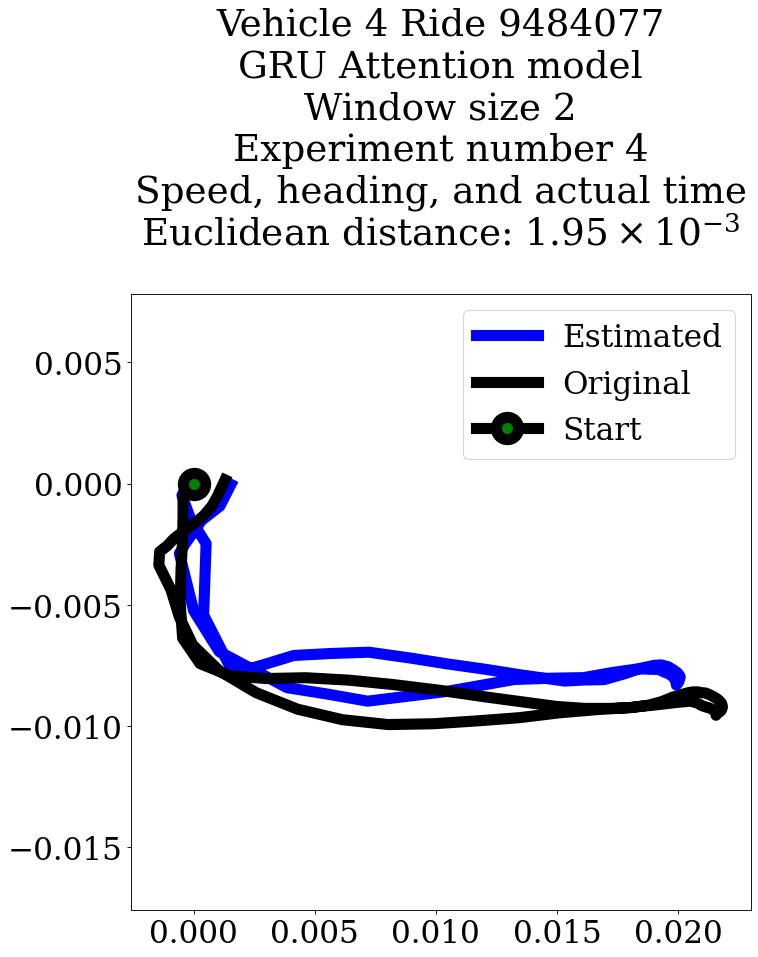 Vehicle 4 Ride 9484077
GRU Attention model
Window size 2
Experiment number 4
Speed, heading, and actual time
Euclidean distance: 1.95 × 10⁻³
Estimated
Original
Start
0.005
0.000
−0.005
−0.010
−0.015
0.000 0.005 0.010 0.015 0.020